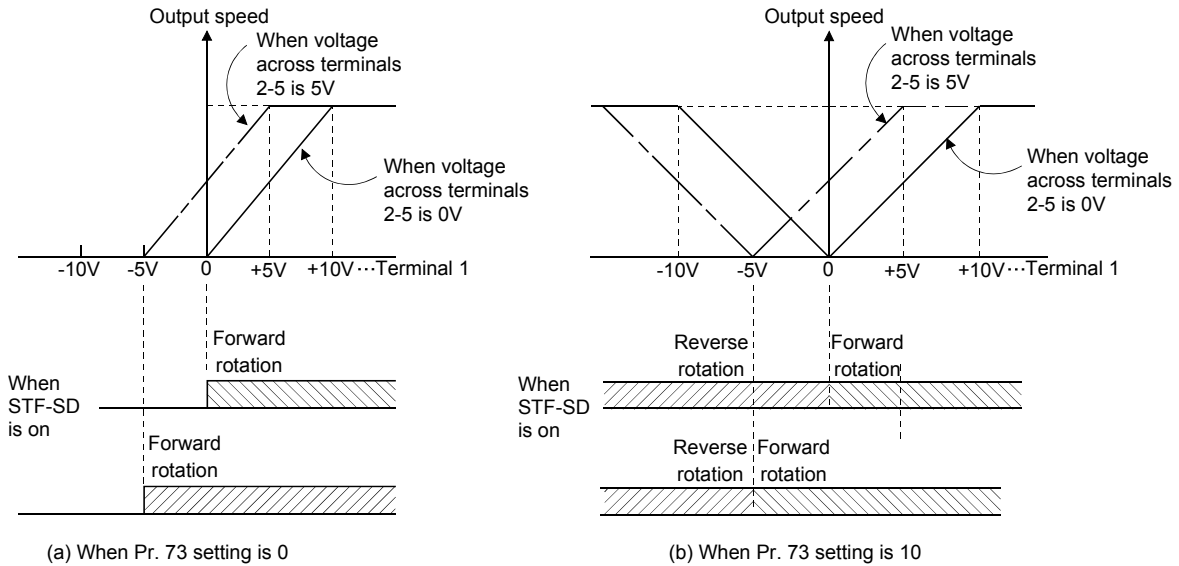 Output speed
When voltage
across terminals
2-5 is 5V
When voltage
across terminals
2-5 is 0V
-10V -5V 0 +5V +10V ···Terminal 1
Forward
rotation
When
STF-SD
is on
Forward
rotation
(a) When Pr. 73 setting is 0
Output speed
When voltage
across terminals
2-5 is 5V
When voltage
across terminals
2-5 is 0V
-10V -5V 0 +5V +10V ···Terminal 1
Reverse
rotation
Forward
rotation
When
STF-SD
is on
Reverse
rotation
Forward
rotation
(b) When Pr. 73 setting is 10